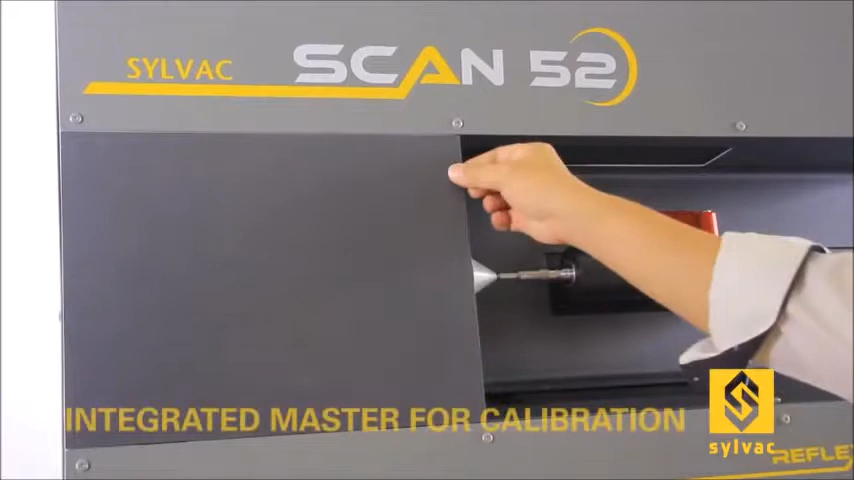 SYLVAC
SCAN 52
INTEGRATED MASTER FOR CALIBRATION
sylvac
REFLE